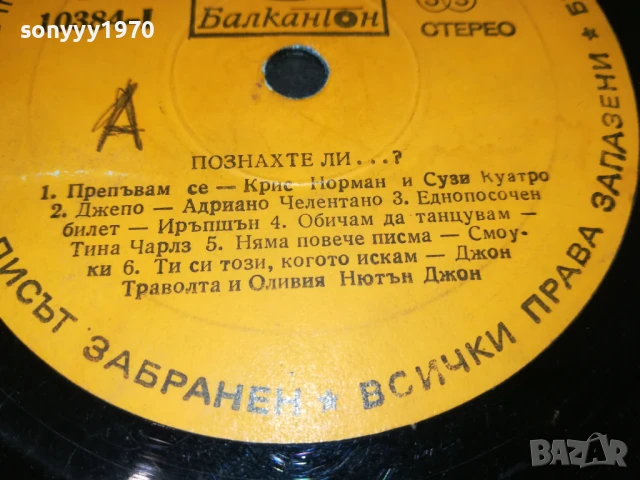 sonyyy1970
10384-I
Балкантон
33
СТЕРЕО
A
ПОЗНАХТЕ ЛИ...?
1. Препъвам се — Крис Норман и Сузи Куатро
2. Джепо — Адриано Челентано 3. Еднопосочен
билет — Иръпшън 4. Обичам да танцувам —
Тина Чарлз 5. Няма повече писма — Смоу-
ки 6. Ти си този, когото искам — Джон
Траволта и Оливия Нютън Джон
ПИСЪТ ЗАБРАНЕН ★ ВСИЧКИ ПРАВА ЗАПАЗЕНИ ★ Б
BAZAR